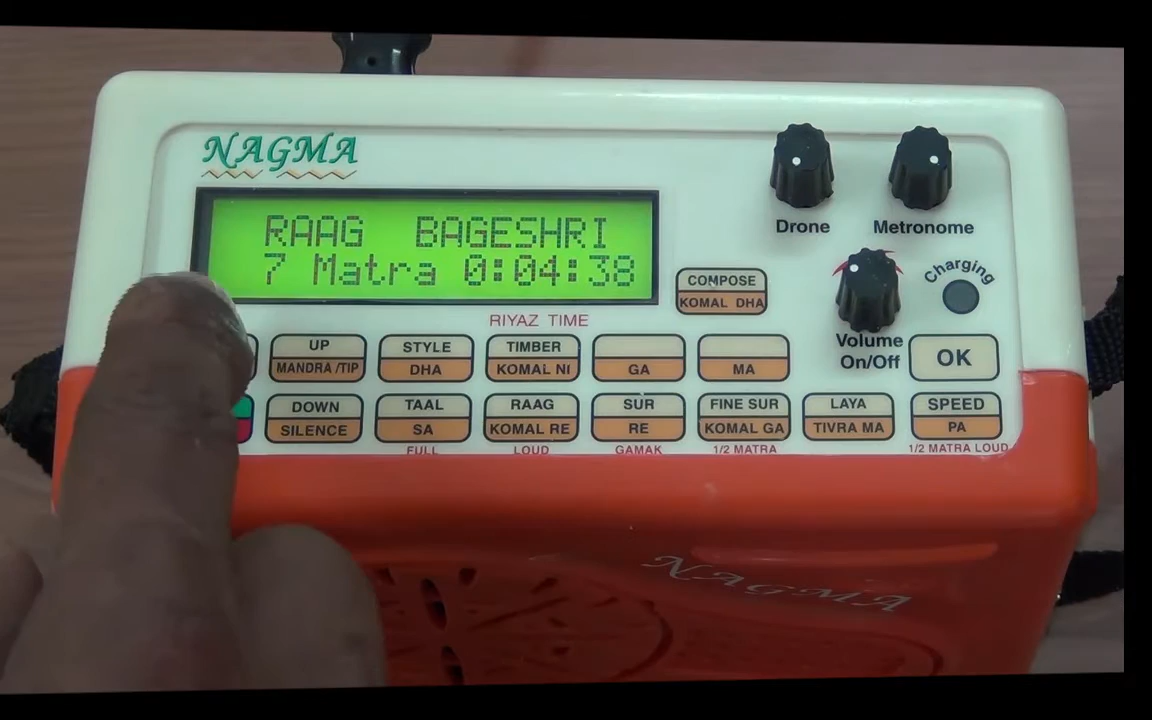 NAGMA
RAAG BAGESHRI
7 Matra 0:04:38
RIYAZ TIME
COMPOSE
KOMAL DHA
Drone
Metronome
Charging
Volume
On/Off
OK
UP
MANDRA /TIP
STYLE
DHA
TIMBER
KOMAL NI
GA
MA
DOWN
SILENCE
TAAL
SA
RAAG
KOMAL RE
SUR
RE
FINE SUR
KOMAL GA
LAYA
TIVRA MA
SPEED
PA
FULL
LOUD
GAMAK
1/2 MATRA
1/2 MATRA LOUD
NAGMA